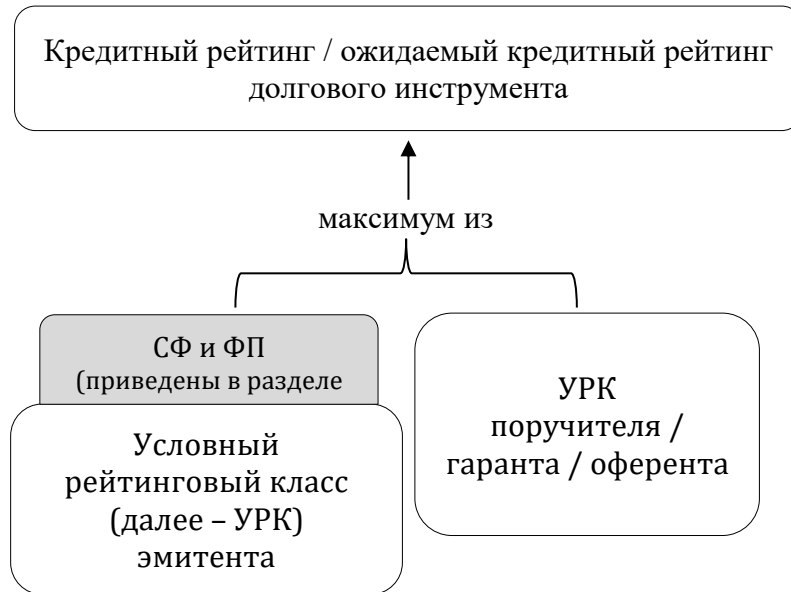 Кредитный рейтинг / ожидаемый кредитный рейтинг
долгового инструмента
максимум из
СФ и ФП
(приведены в разделе
Условный
рейтинговый класс
(далее – УРК)
эмитента
УРК
поручителя /
гаранта / оферента